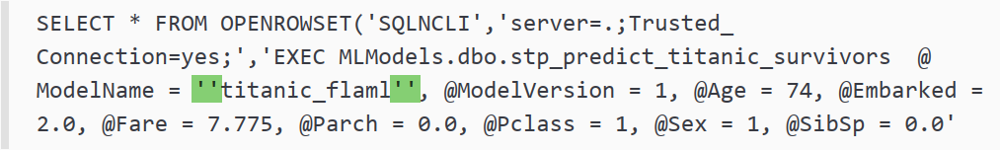 SELECT * FROM OPENROWSET('SQLNCLI','server=.;Trusted_
Connection=yes;','EXEC MLModels.dbo.stp_predict_titanic_survivors  @
ModelName = ''titanic_flaml'', @ModelVersion = 1, @Age = 74, @Embarked =
2.0, @Fare = 7.775, @Parch = 0.0, @Pclass = 1, @Sex = 1, @SibSp = 0.0'